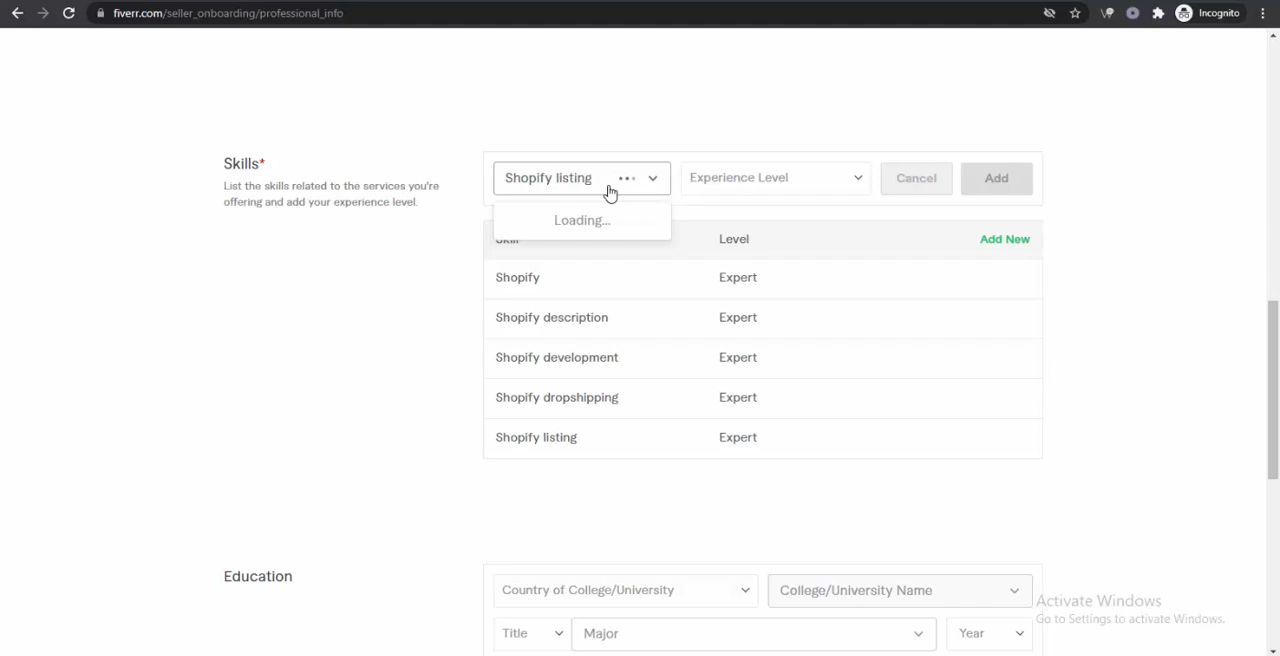 fiverr.com/seller_onboarding/professional_info
Incognito
Skills*
List the skills related to the services you're
offering and add your experience level.
Shopify listing
Experience Level
Cancel
Add
Loading...
Skill
Level
Add New
Shopify
Expert
Shopify description
Expert
Shopify development
Expert
Shopify dropshipping
Expert
Shopify listing
Expert
Education
Country of College/University
College/University Name
Title
Major
Year
Activate Windows
Go to Settings to activate Windows.